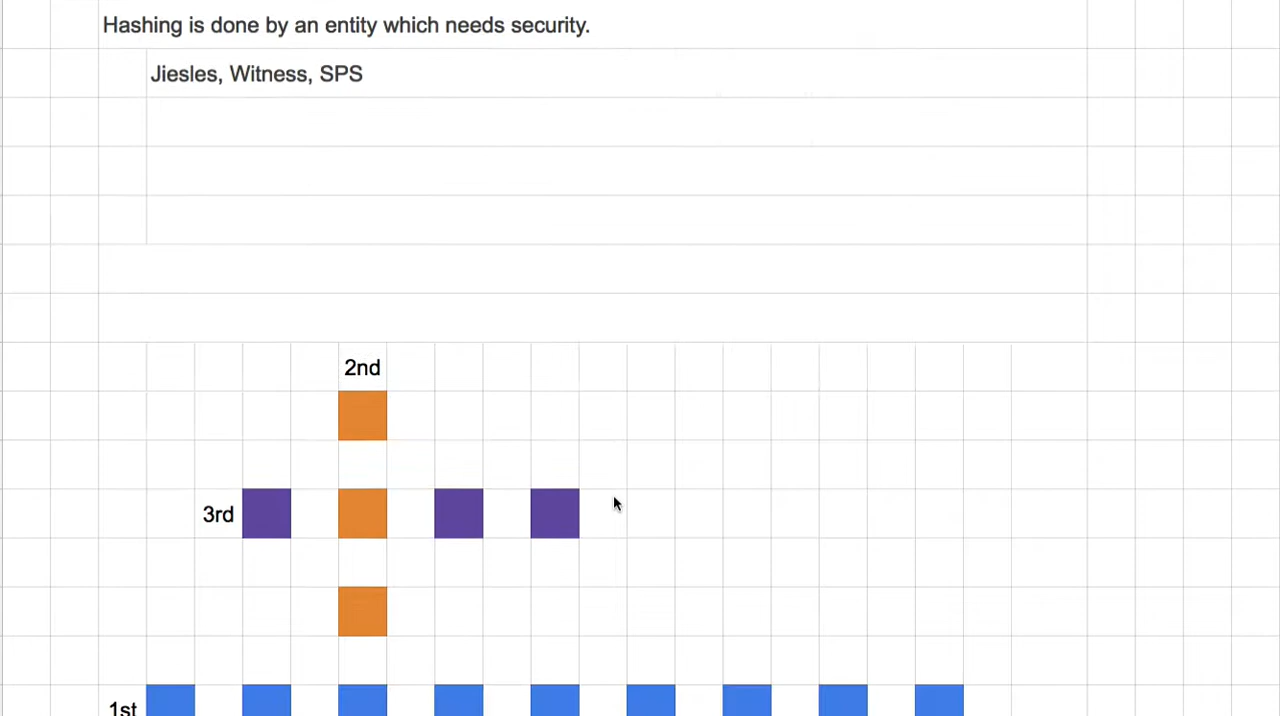 Hashing is done by an entity which needs security.
Jiesles, Witness, SPS
2nd
3rd
1st